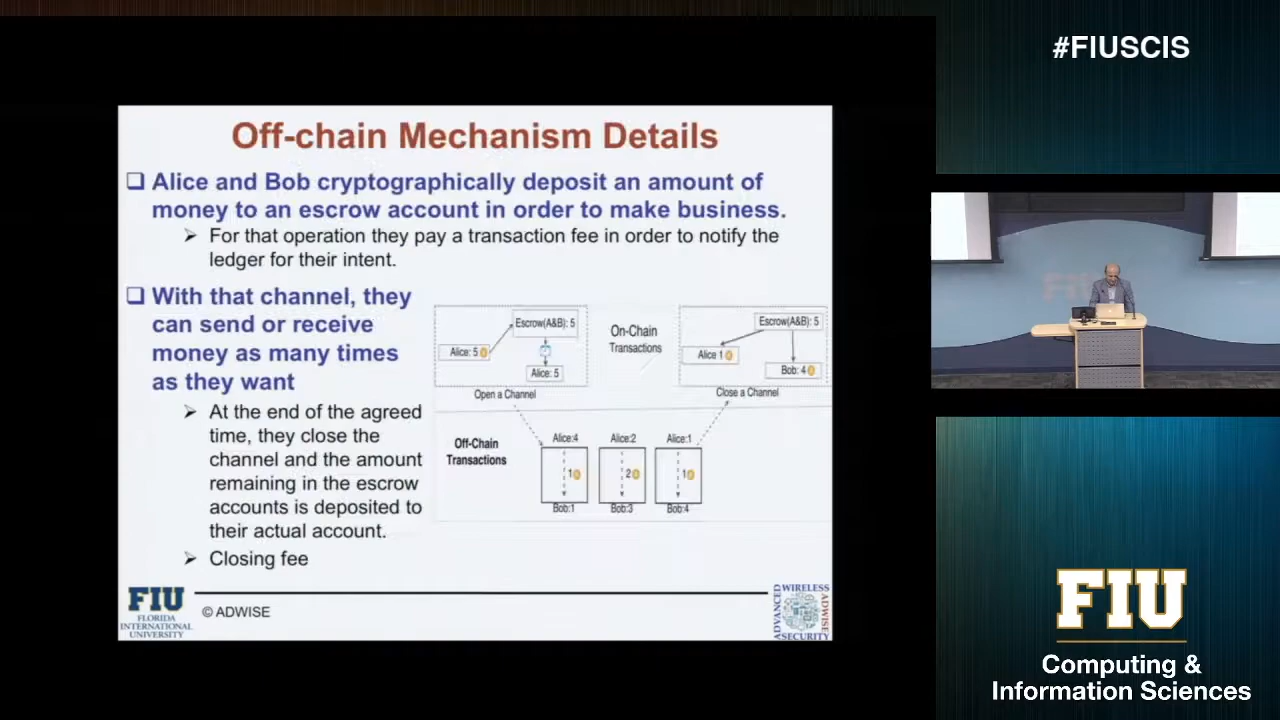 #FIUSCIS
Off-chain Mechanism Details
❑ Alice and Bob cryptographically deposit an amount of
money to an escrow account in order to make business.
➢ For that operation they pay a transaction fee in order to notify the
ledger for their intent.
❑ With that channel, they
can send or receive
money as many times
as they want
➢ At the end of the agreed
time, they close the
channel and the amount
remaining in the escrow
accounts is deposited to
their actual account.
➢ Closing fee
Escrow(A&B): 5
Alice: 5
Alice: 5
Open a Channel
On-Chain
Transactions
Escrow(A&B): 5
Alice 1
Bob: 4
Close a Channel
Off-Chain
Transactions
Alice:4
1
Bob:1
Alice:2
2
Bob:3
Alice:1
1
Bob:4
FIU
FLORIDA
INTERNATIONAL
UNIVERSITY
© ADWISE
ADVANCED
WIRELESS
ADWISE
SECURITY
FIU
FIU
Computing &
Information Sciences